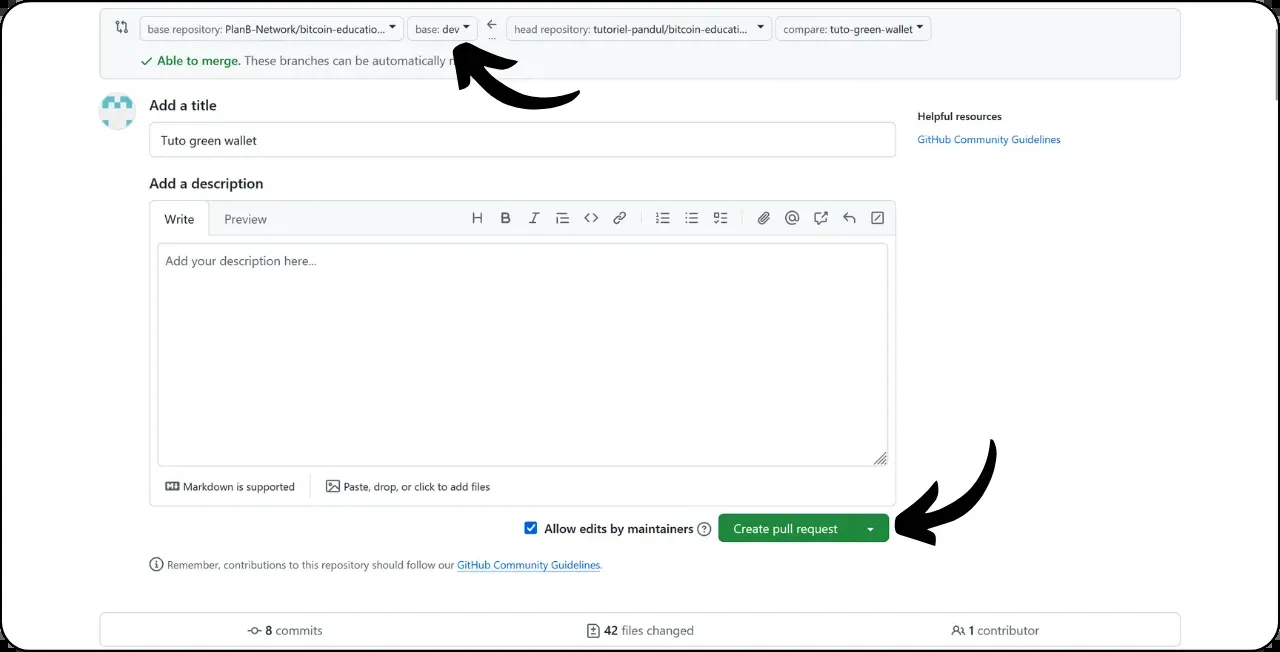 base repository: PlanB-Network/bitcoin-educatio... base: dev ... head repository: tutoriel-pandul/bitcoin-educati... compare: tuto-green-wallet
Able to merge. These branches can be automatically
Add a title
Helpful resources
Tuto green wallet
GitHub Community Guidelines
Add a description
Write Preview
Add your description here...
Markdown is supported Paste, drop, or click to add files
Allow edits by maintainers Create pull request
Remember, contributions to this repository should follow our GitHub Community Guidelines.
8 commits 42 files changed 1 contributor